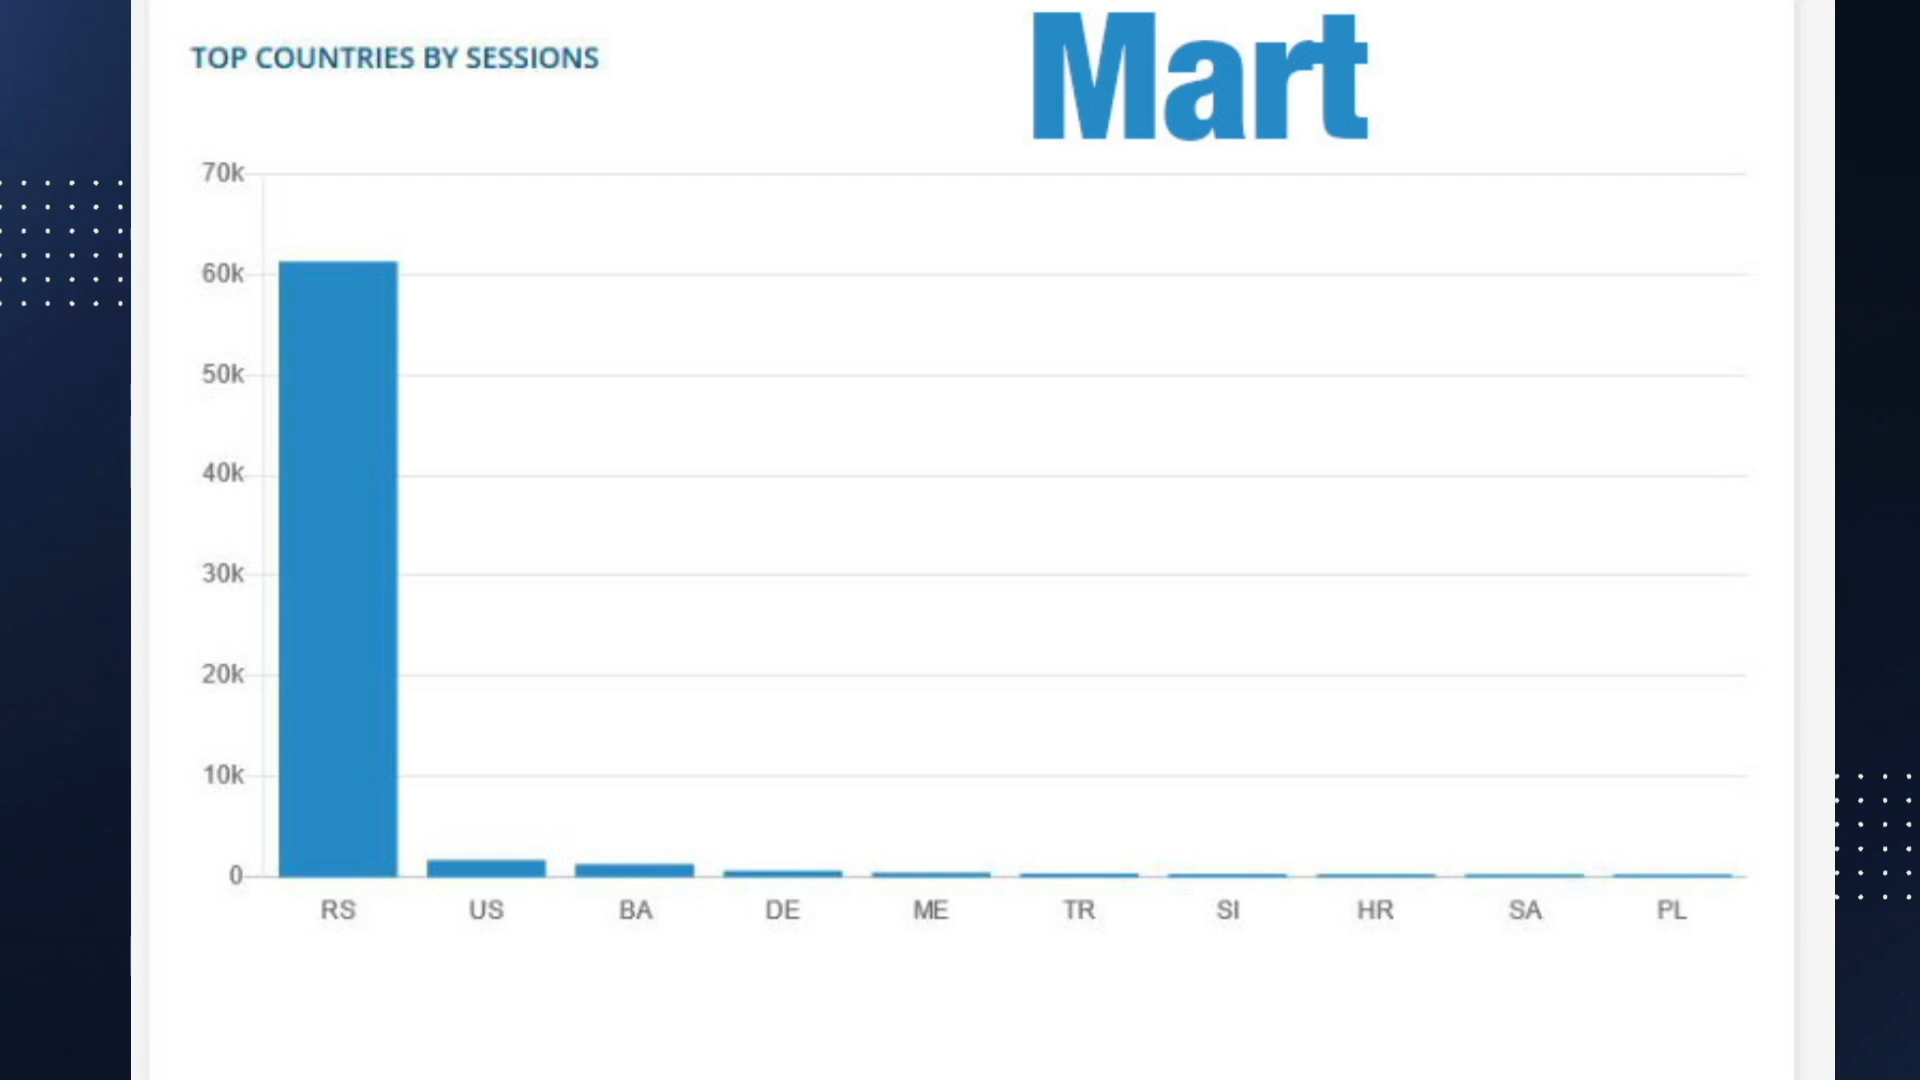 TOP COUNTRIES BY SESSIONS
Mart
70k
60k
50k
40k
30k
20k
10k
0
RS US BA DE ME TR SI HR SA PL